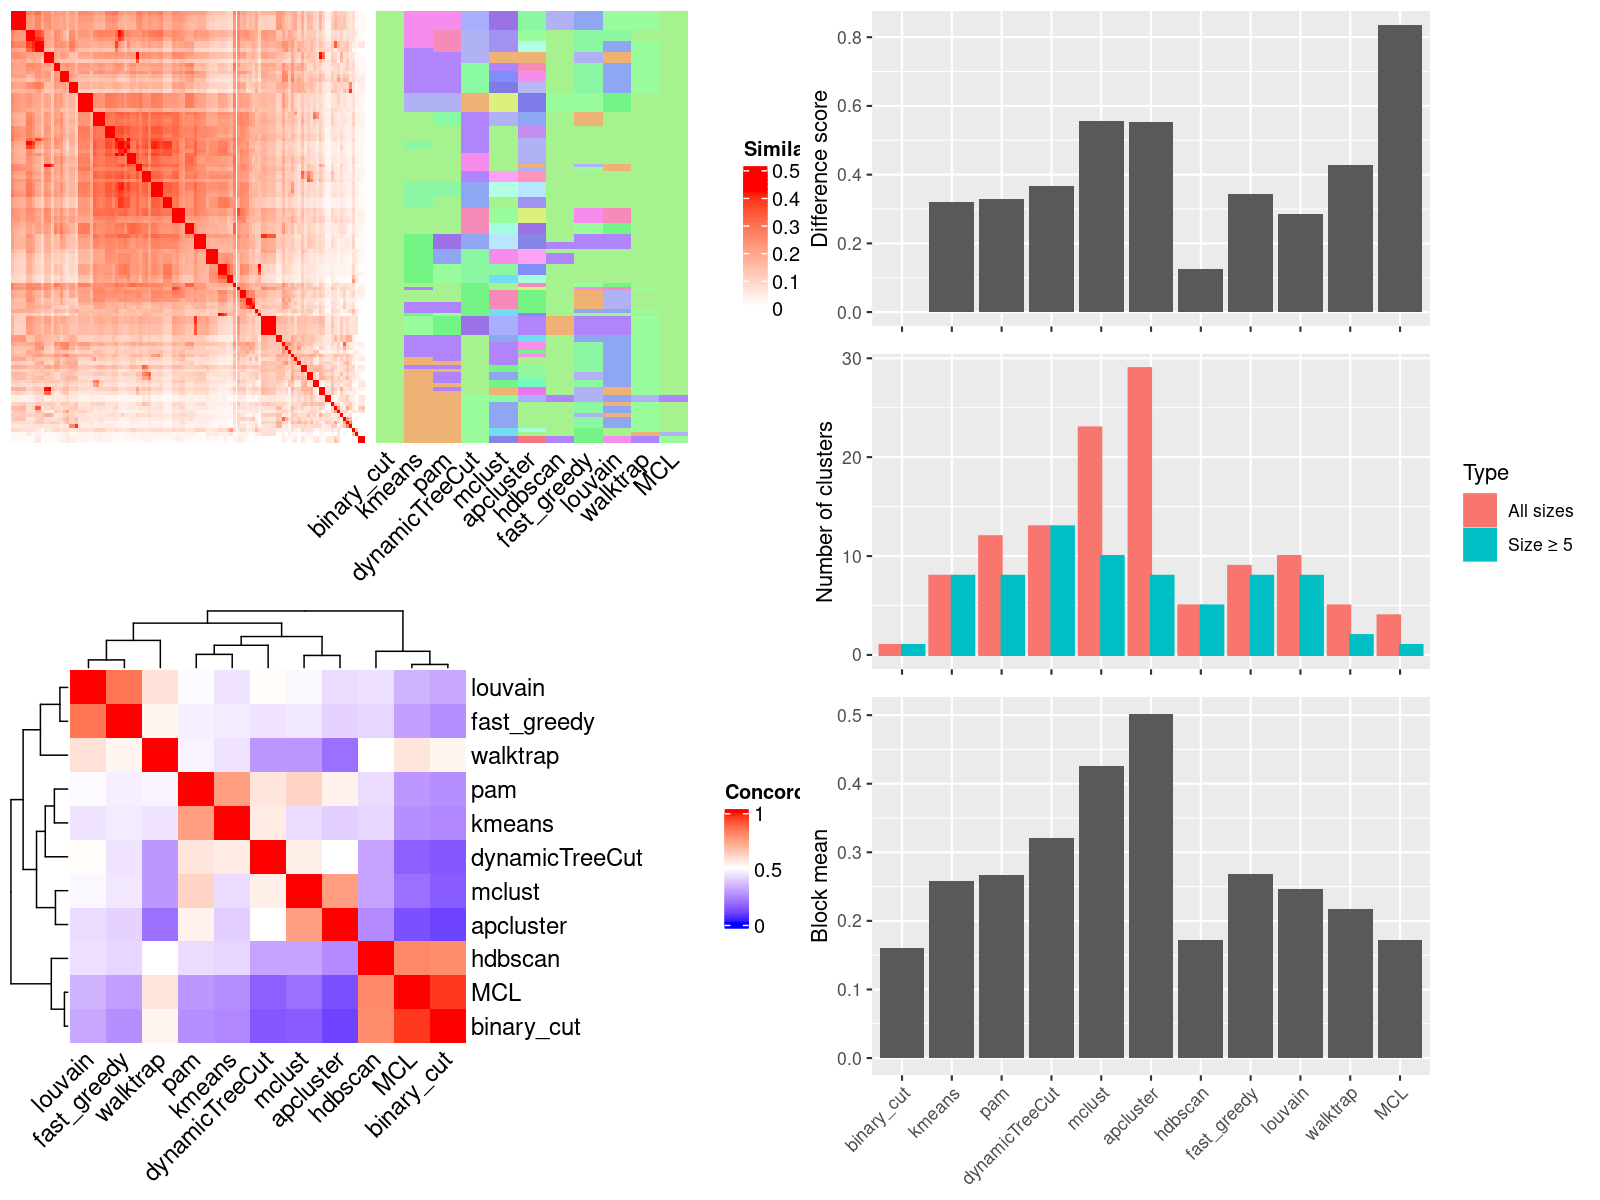 Simila
0.5
0.4
0.3
0.2
0.1
0
binary_cut
kmeans
pam
dynamicTreeCut
mclust
apcluster
hdbscan
fast_greedy
louvain
walktrap
MCL
Difference score
0.8
0.6
0.4
0.2
0.0
Number of clusters
30
20
10
0
Type
All sizes
Size ≥ 5
louvain
fast_greedy
walktrap
pam
kmeans
dynamicTreeCut
mclust
apcluster
hdbscan
MCL
binary_cut
louvain
fast_greedy
walktrap
pam
kmeans
dynamicTreeCut
mclust
apcluster
hdbscan
MCL
binary_cut
Concord
1
0.5
0
Block mean
0.5
0.4
0.3
0.2
0.1
0.0
binary_cut
kmeans
pam
dynamicTreeCut
mclust
apcluster
hdbscan
fast_greedy
louvain
walktrap
MCL